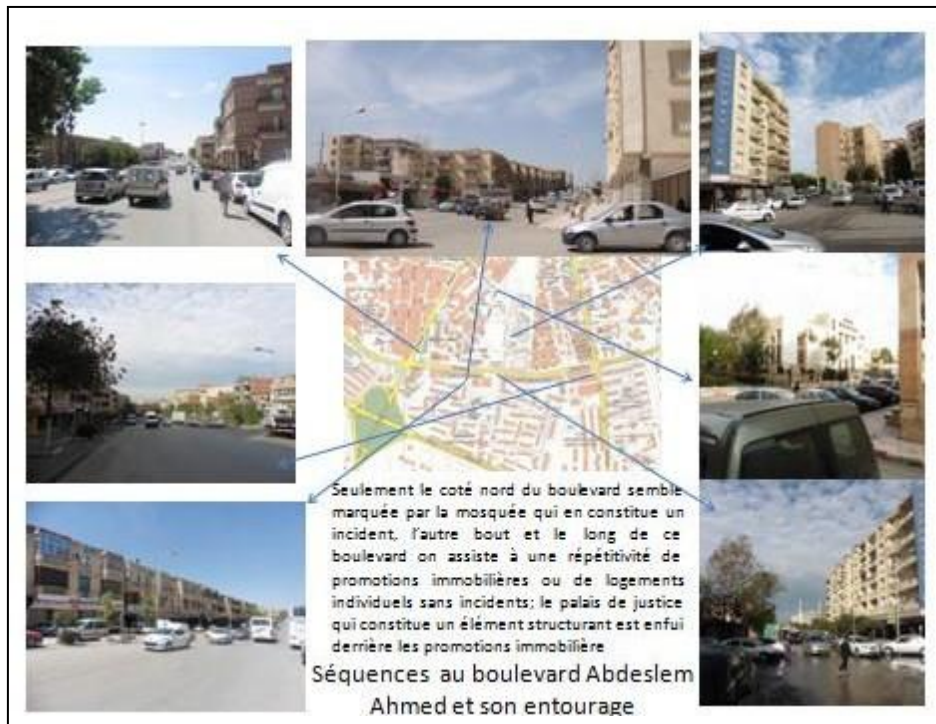 Seulement le coté nord du boulevard semble
marquée par la mosquée qui en constitue un
incident, l'autre bout et le long de ce
boulevard on assiste à une répétitivité de
promotions immobilières ou de logements
individuels sans incidents; le palais de justice
qui constitue un élément structurant est enfui
derrière les promotions immobilière
Séquences au boulevard Abdeslem
Ahmed et son entourage